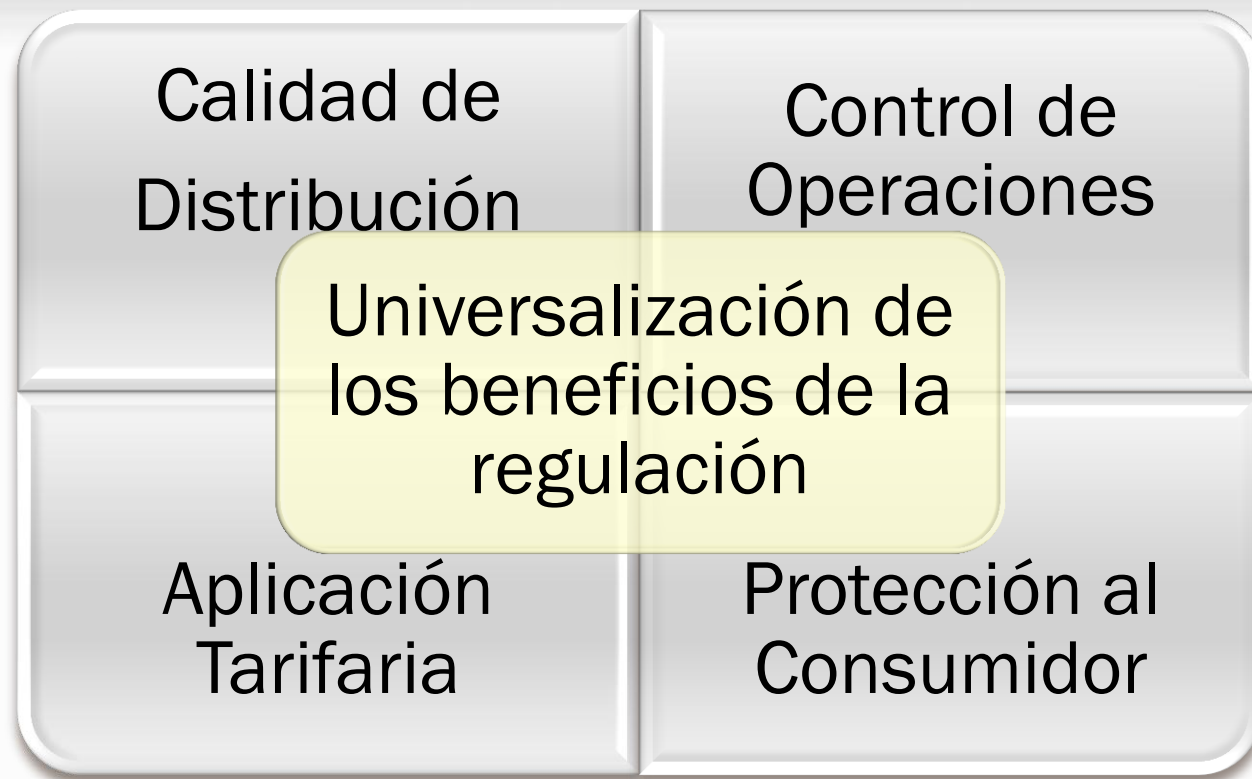 Calidad de
Distribución
Control de
Operaciones
Universalización de
los beneficios de la
regulación
Aplicación
Tarifaria
Protección al
Consumidor